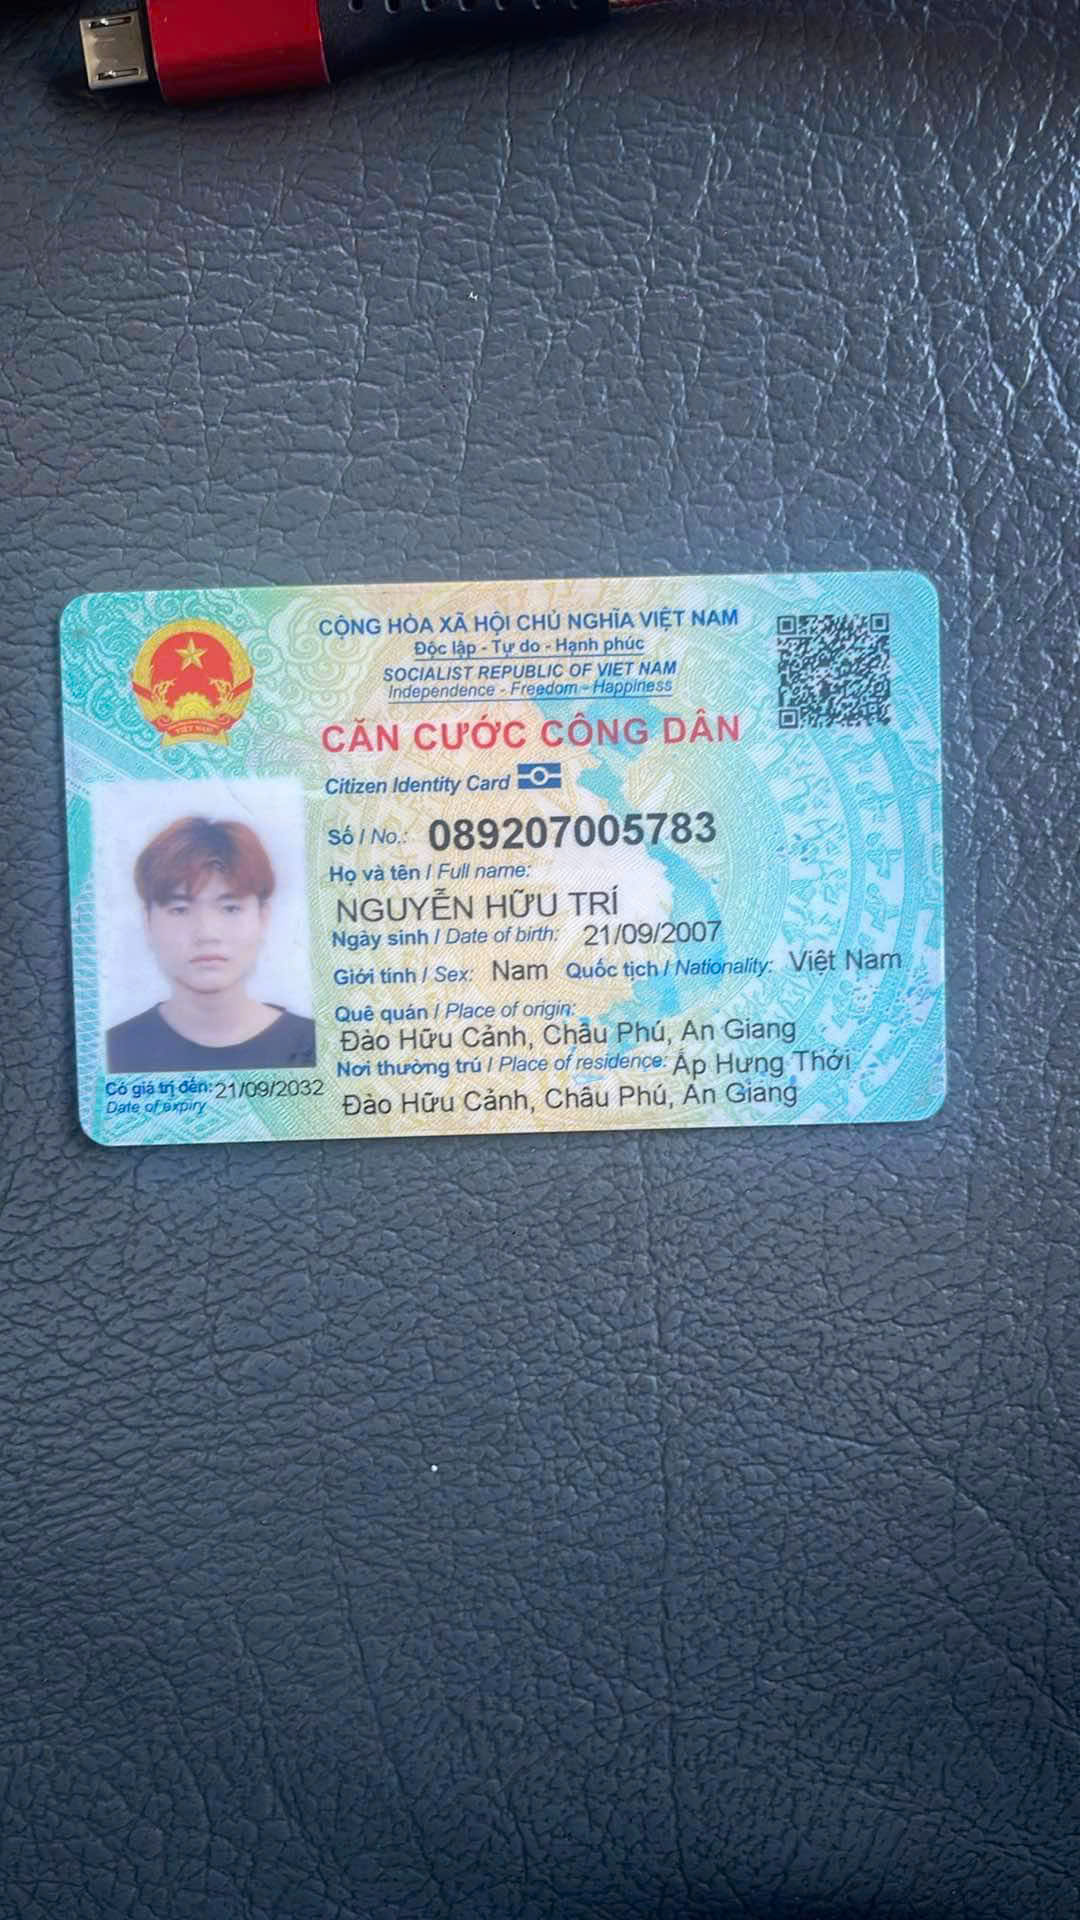 CỘNG HÒA XÃ HỘI CHỦ NGHĨA VIỆT NAM
Độc lập - Tự do - Hạnh phúc
SOCIALIST REPUBLIC OF VIET NAM
Independence - Freedom - Happiness
CĂN CƯỚC CÔNG DÂN
Citizen Identity Card
Số / No.: 089207005783
Họ và tên / Full name:
NGUYỄN HỮU TRÍ
Ngày sinh / Date of birth: 21/09/2007
Giới tính / Sex: Nam Quốc tịch / Nationality: Việt Nam
Quê quán / Place of origin:
Đào Hữu Cảnh, Châu Phú, An Giang
Nơi thường trú / Place of residence: Ấp Hưng Thới
Đào Hữu Cảnh, Châu Phú, An Giang
Có giá trị đến: 21/09/2032
Date of expiry
VIỆT NAM